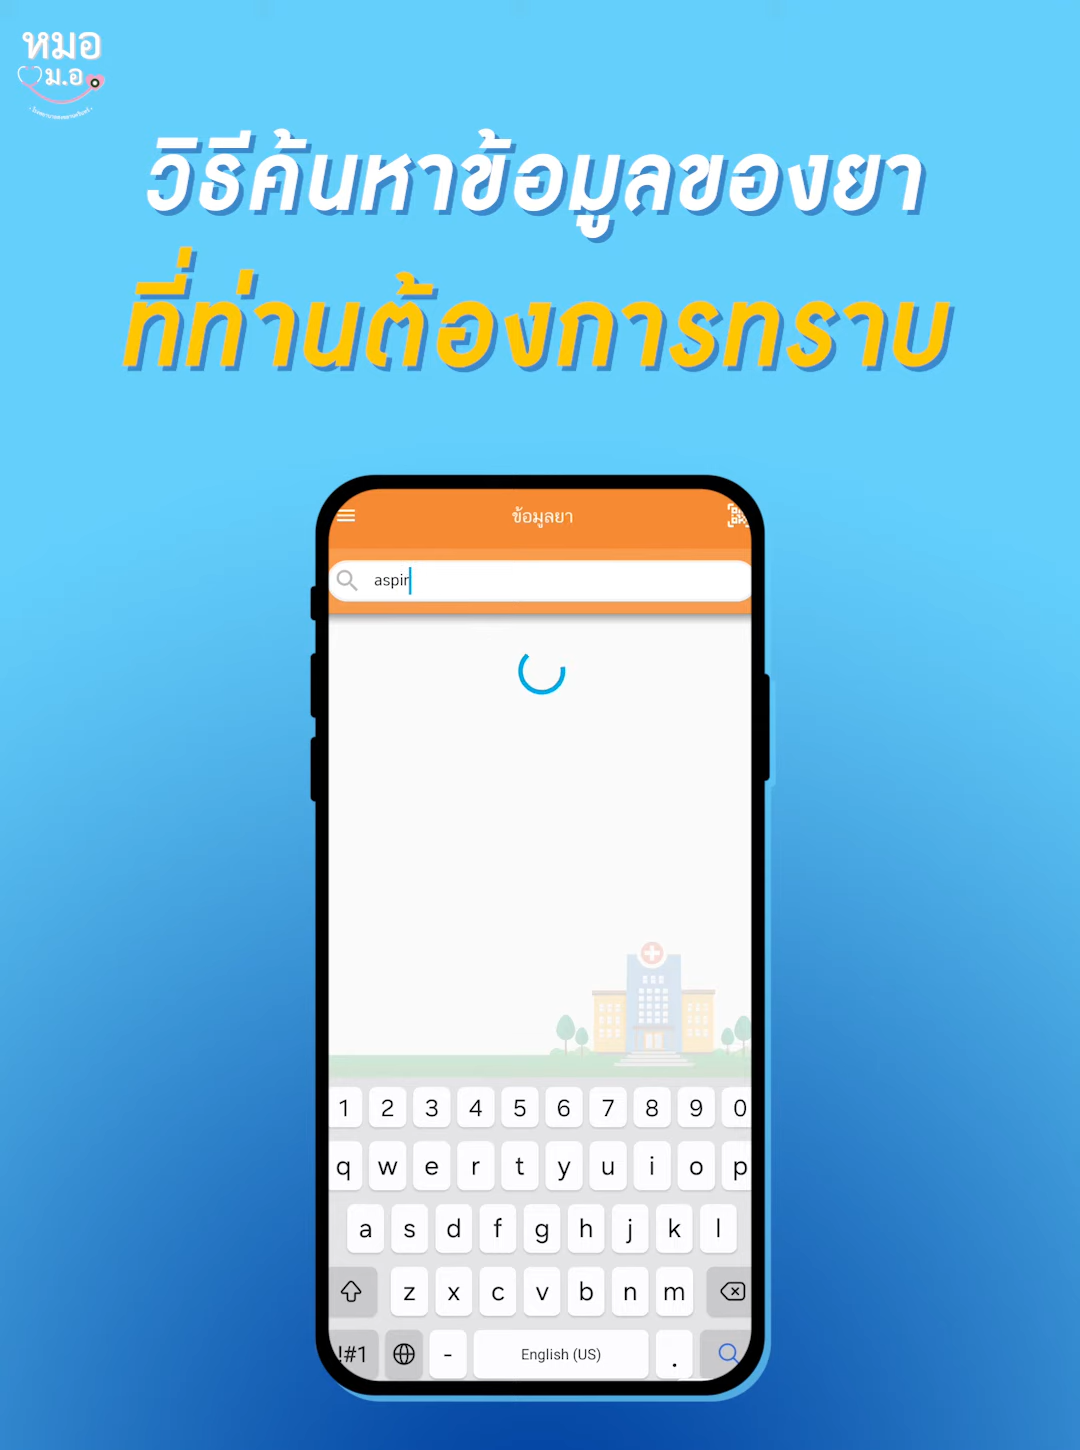 หมอ
ม.อ
วิธีค้นหาข้อมูลของยา
ที่ท่านต้องการทราบ
ข้อมูลยา
aspir
1 2 3 4 5 6 7 8 9 0
q w e r t y u i o p
a s d f g h j k l
z x c v b n m
!#1 - English (US) .